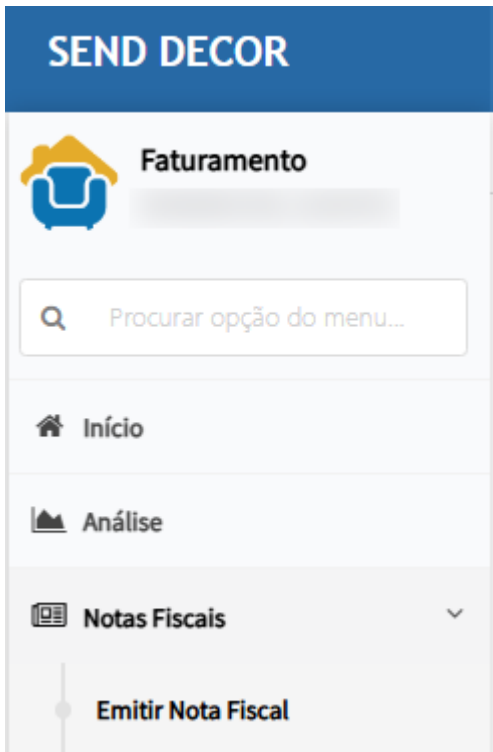 SEND DECOR
Faturamento
Procurar opção do menu...
Início
Análise
Notas Fiscais
Emitir Nota Fiscal